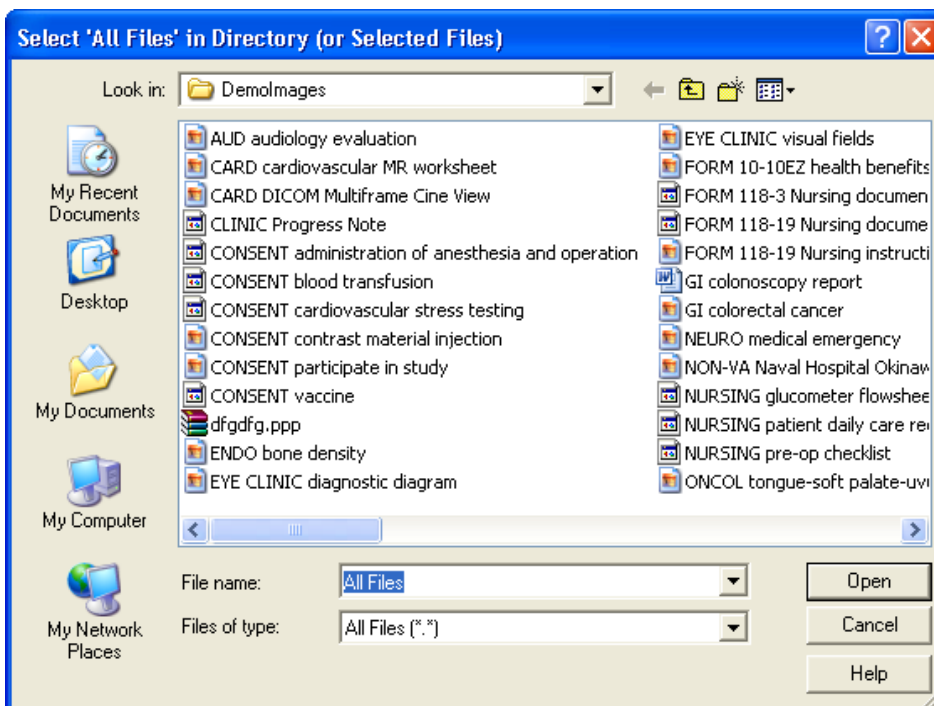 Select 'All Files' in Directory (or Selected Files)
Look in: DemoImages
My Recent
Documents
Desktop
My Documents
My Computer
My Network
Places
AUD audiology evaluation
CARD cardiovascular MR worksheet
CARD DICOM Multiframe Cine View
CLINIC Progress Note
CONSENT administration of anesthesia and operation
CONSENT blood transfusion
CONSENT cardiovascular stress testing
CONSENT contrast material injection
CONSENT participate in study
CONSENT vaccine
dfgdfg.ppp
ENDO bone density
EYE CLINIC diagnostic diagram
EYE CLINIC visual fields
FORM 10-10EZ health benefits
FORM 118-3 Nursing documen
FORM 118-19 Nursing docume
FORM 118-19 Nursing instructi
GI colonoscopy report
GI colorectal cancer
NEURO medical emergency
NON-VA Naval Hospital Okinaw
NURSING glucometer flowshee
NURSING patient daily care re
NURSING pre-op checklist
ONCOL tongue-soft palate-uv
File name: All Files Open
Files of type: All Files (*.*) Cancel
Help